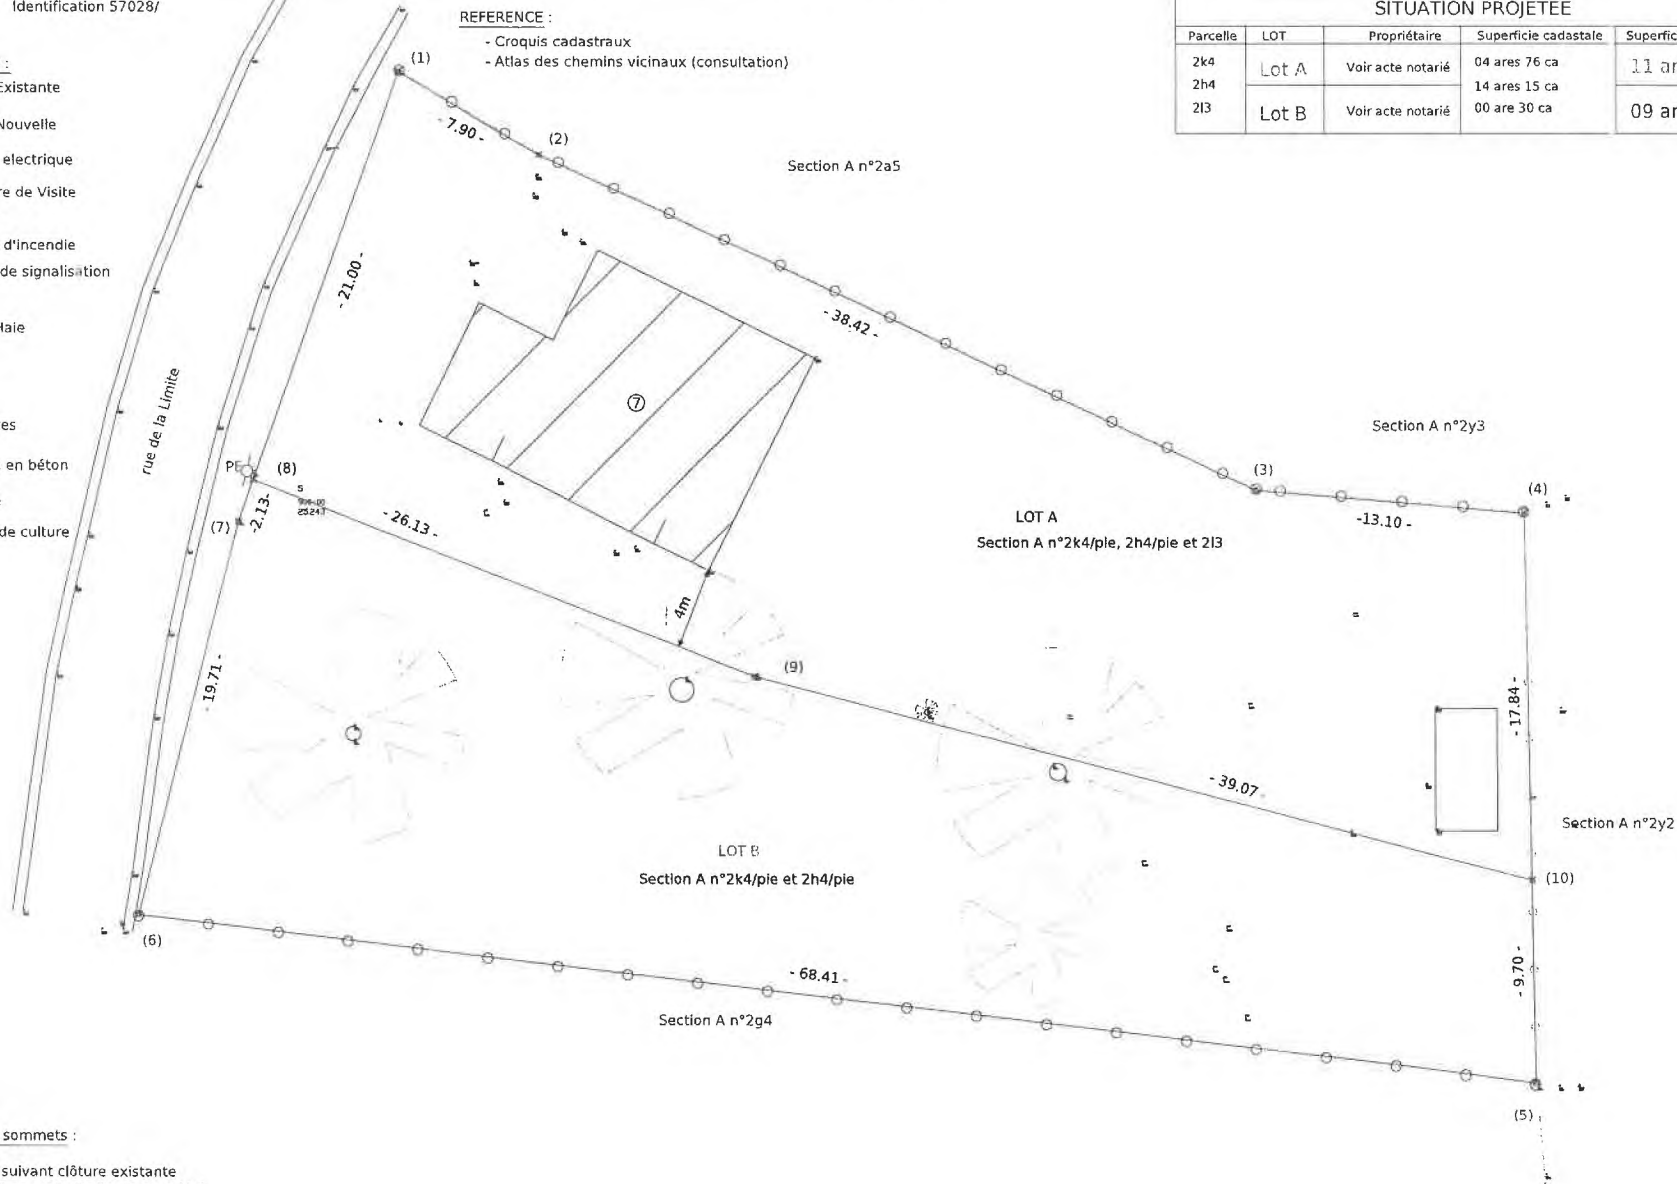 Identification 57028/
REFERENCE :
- Croquis cadastraux
- Atlas des chemins vicinaux (consultation)
SITUATION PROJETEE
Parcelle LOT Propriétaire Superficie cadastale Superfic
2k4 Lot A Voir acte notarié 04 ares 76 ca 11 ar
2h4 14 ares 15 ca
2l3 Lot B Voir acte notarié 00 are 30 ca 09 ar
:
Existante
Nouvelle
electrique
re de Visite
d'incendie
de signalisation
Haie
es
en béton
de culture
(1)
- 7.90 -
(2)
Section A n°2a5
- 21.00 -
- 38.42 -
rue de la Limite
7
Section A n°2y3
PE
(8)
(3)
(4)
-2.13-
(7)
- 26.13 -
-13.10 -
LOT A
Section A n°2k4/pie, 2h4/pie et 2l3
4m
(9)
- 19.71 -
- 17.84 -
- 39.07 -
Section A n°2y2
LOT B
Section A n°2k4/pie et 2h4/pie
(10)
(6)
- 68.41 -
- 9.70 -
Section A n°2g4
(5)
sommets :
suivant clôture existante